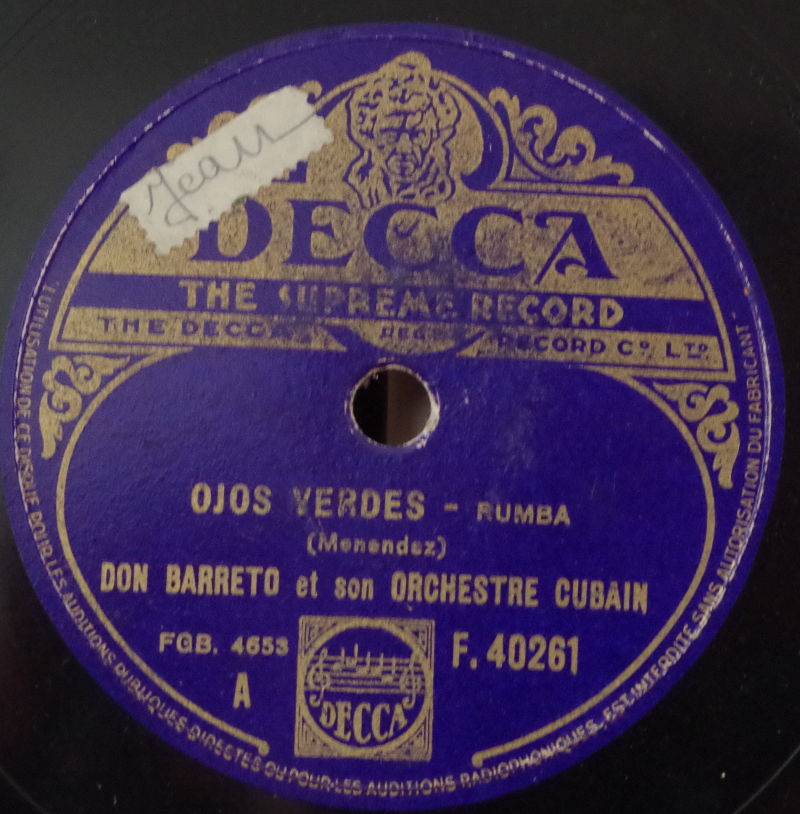 Jean
DECCA
THE SUPREME RECORD
THE DECCA RECORD Co. LTD
OJOS VERDES - RUMBA
(Menendez)
DON BARRETO et son ORCHESTRE CUBAIN
FGB. 4653
F. 40261
A
DECCA
L'UTILISATION DE CE DISQUE POUR LES AUDITIONS PUBLIQUES DIRECTES OU POUR LES AUDITIONS RADIOPHONIQUES, EST INTERDITE SANS AUTORISATION DU FABRICANT -